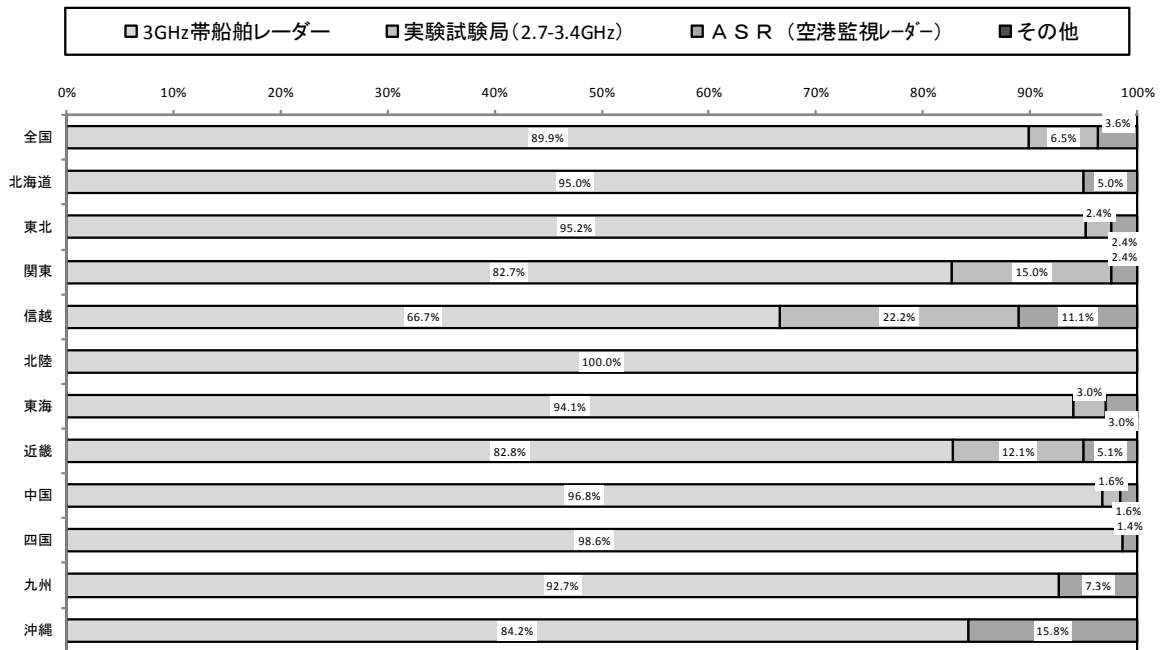 3GHz帯船舶レーダー 実験試験局(2.7-3.4GHz) ＡＳＲ（空港監視ﾚｰﾀﾞｰ） その他
0% 10% 20% 30% 40% 50% 60% 70% 80% 90% 100%
全国 89.9% 6.5% 3.6%
北海道 95.0% 5.0%
東北 95.2% 2.4% 2.4%
関東 82.7% 15.0% 2.4%
信越 66.7% 22.2% 11.1%
北陸 100.0%
東海 94.1% 3.0% 3.0%
近畿 82.8% 12.1% 5.1%
中国 96.8% 1.6% 1.6%
四国 98.6% 1.4%
九州 92.7% 7.3%
沖縄 84.2% 15.8%